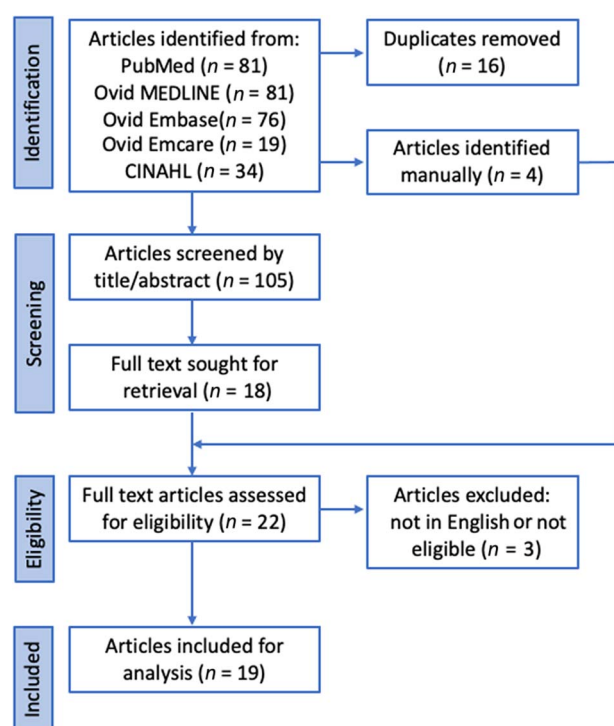 Identification
Articles identified from:
PubMed (n = 81)
Ovid MEDLINE (n = 81)
Ovid Embase(n = 76)
Ovid Emcare (n = 19)
CINAHL (n = 34)
Duplicates removed
(n = 16)
Articles identified
manually (n = 4)
Screening
Articles screened by
title/abstract (n = 105)
Full text sought for
retrieval (n = 18)
Eligibility
Full text articles assessed
for eligibility (n = 22)
Articles excluded:
not in English or not
eligible (n = 3)
Included
Articles included for
analysis (n = 19)